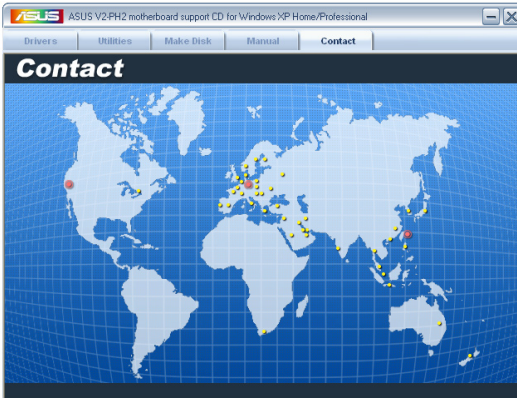 ASUS ASUS V2-PH2 motherboard support CD for Windows XP Home/Professional
Drivers Utilities Make Disk Manual Contact
Contact